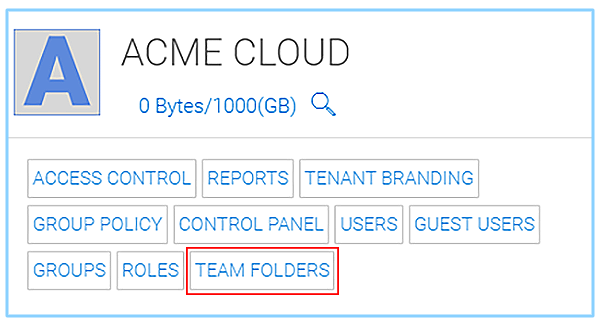 A
ACME CLOUD
0 Bytes/1000(GB)
ACCESS CONTROL REPORTS TENANT BRANDING
GROUP POLICY CONTROL PANEL USERS GUEST USERS
GROUPS ROLES TEAM FOLDERS